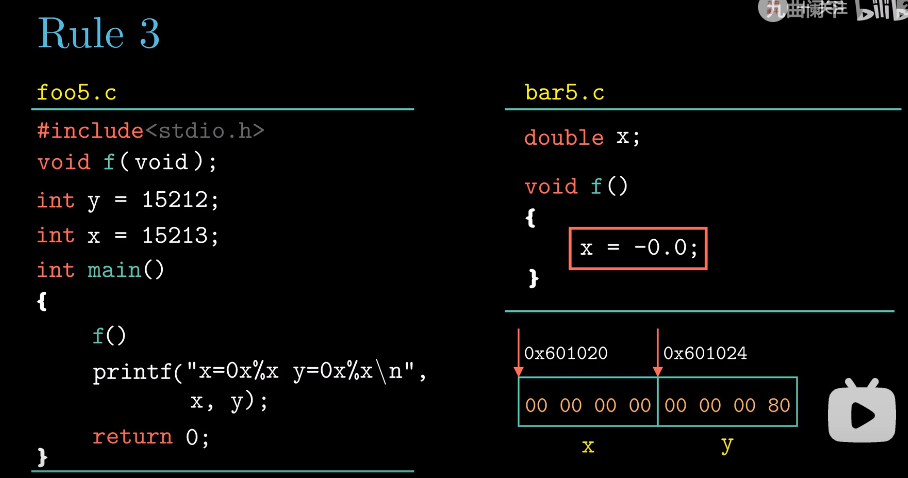 Rule 3
foo5.c
#include<stdio.h>
void f(void);
int y = 15212;
int x = 15213;
int main()
{
f()
printf("x=0x%x y=0x%x\n",
x, y);
return 0;
}
bar5.c
double x;
void f()
{
x = -0.0;
}
0x601020 0x601024
00 00 00 00 00 00 00 80
x y